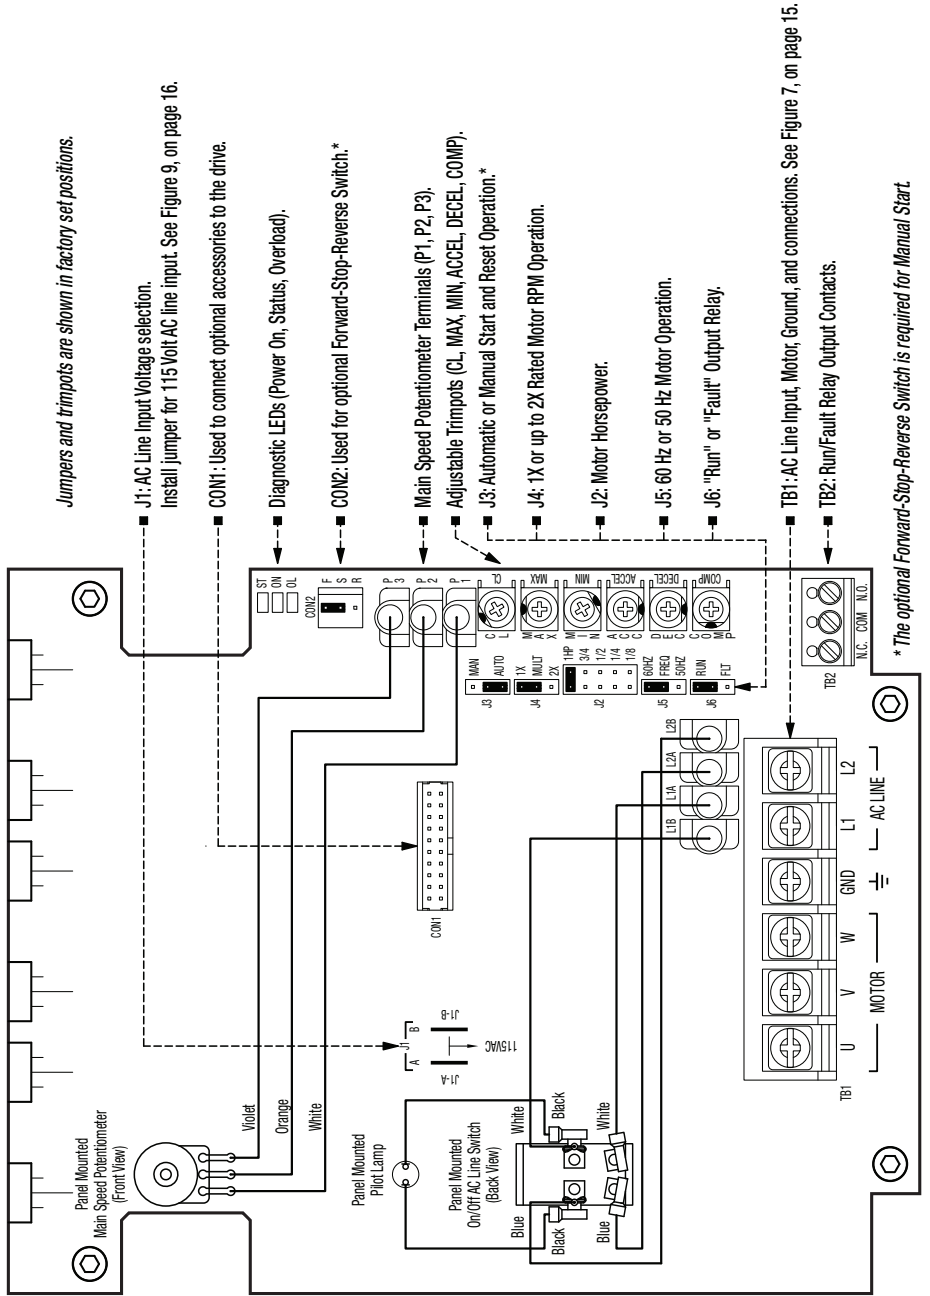 Jumpers and trimpots are shown in factory set positions.
J1: AC Line Input Voltage selection.
Install jumper for 115 Volt AC line input. See Figure 9, on page 16.
CON1: Used to connect optional accessories to the drive.
Diagnostic LEDs (Power On, Status, Overload).
CON2: Used for optional Forward-Stop-Reverse Switch.*
Main Speed Potentiometer Terminals (P1, P2, P3).
Adjustable Trimpots (CL, MAX, MIN, ACCEL, DECEL, COMP).
J3: Automatic or Manual Start and Reset Operation.*
J4: 1X or up to 2X Rated Motor RPM Operation.
J2: Motor Horsepower.
J5: 60 Hz or 50 Hz Motor Operation.
J6: "Run" or "Fault" Output Relay.
TB1: AC Line Input, Motor, Ground, and connections. See Figure 7, on page 15.
TB2: Run/Fault Relay Output Contacts.
* The optional Forward-Stop-Reverse Switch is required for Manual Start.
ST
ON
OL
CON2
F
S
R
P3
P2
P1
CL
CL
MAX
MAX
MIN
MIN
ACCEL
ACC
DECEL
DEC
COMP
COMP
MAN
AUTO
J3
1X
MULT
2X
J4
1HP
3/4
1/2
1/4
1/8
J2
60HZ
FREQ
50HZ
J5
RUN
FLT
J6
N.C. COM N.O.
TB2
L1B
L1A
L2A
L2B
CON1
J1
A
B
J1-A
J1-B
115VAC
Panel Mounted
Main Speed Potentiometer
(Front View)
Violet
Orange
White
Panel Mounted
Pilot Lamp
Panel Mounted
On/Off AC Line Switch
(Back View)
Black
Black
White
White
Blue
Blue
U
V
W
GND
L1
L2
MOTOR
AC LINE
TB1